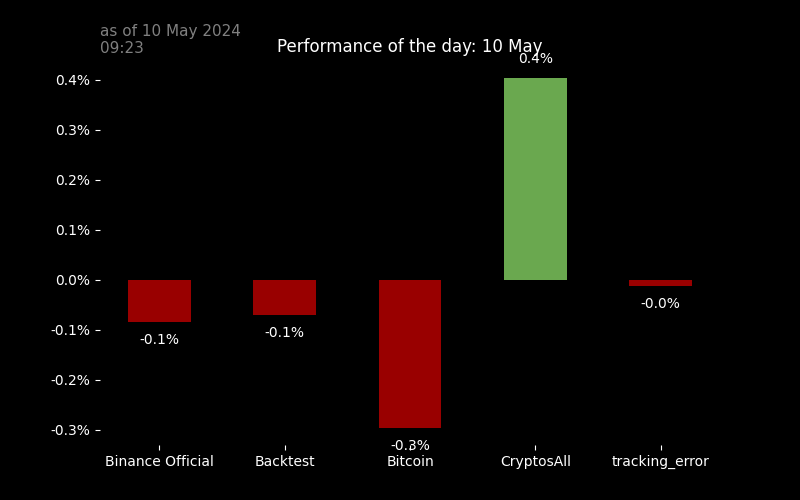 as of 10 May 2024
09:23
Performance of the day: 10 May
0.4%
0.4%
0.3%
0.2%
0.1%
0.0%
-0.1%
-0.2%
-0.3%
-0.1%
-0.1%
-0.3%
-0.0%
Binance Official
Backtest
Bitcoin
CryptosAll
tracking_error